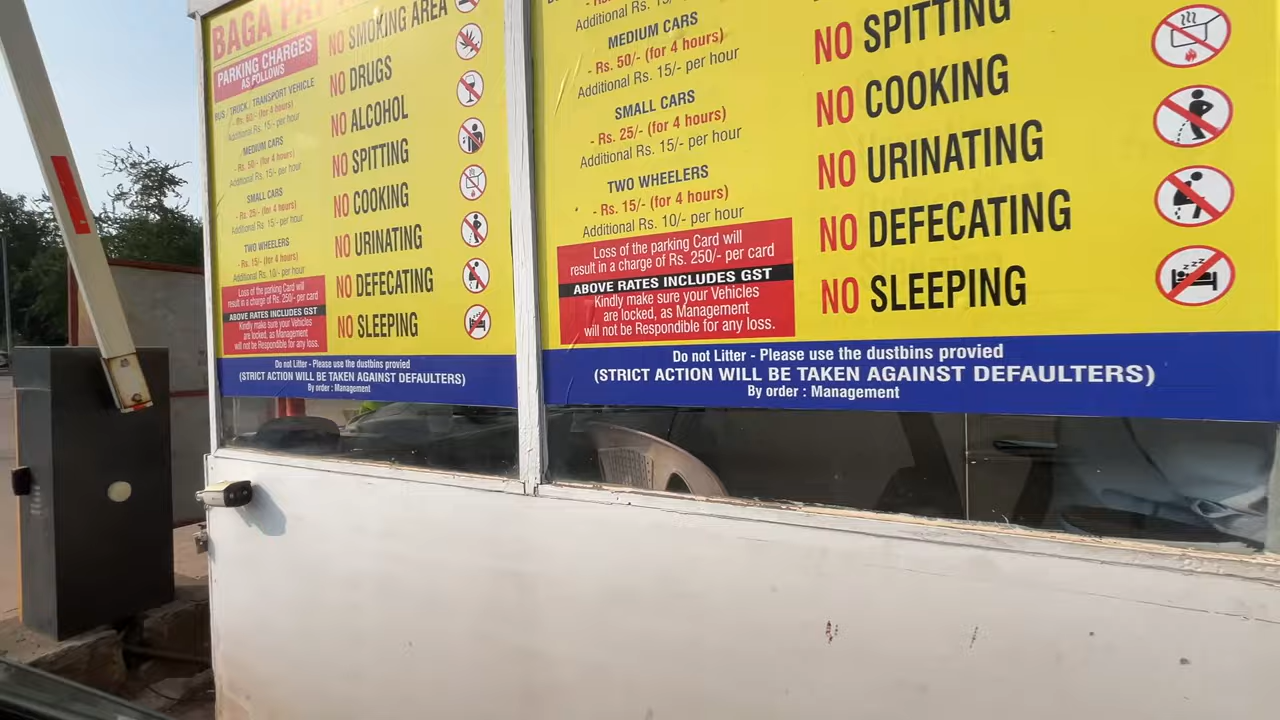 BAGA PAY
PARKING CHARGES
AS FOLLOWS
BUS / TRUCK / TRANSPORT VEHICLE
- Rs. 60/- (for 4 hours)
Additional Rs. 15/- per hour
MEDIUM CARS
- Rs. 50/- (for 4 hours)
Additional Rs. 15/- per hour
SMALL CARS
- Rs. 25/- (for 4 hours)
Additional Rs. 15/- per hour
TWO WHEELERS
- Rs. 15/- (for 4 hours)
Additional Rs. 10/- per hour
Loss of the parking Card will
result in a charge of Rs. 250/- per card
ABOVE RATES INCLUDES GST
Kindly make sure your Vehicles
are locked, as Management
will not be Responsible for any loss.
NO SMOKING AREA
NO DRUGS
NO ALCOHOL
NO SPITTING
NO COOKING
NO URINATING
NO DEFECATING
NO SLEEPING
Do not Litter - Please use the dustbins provied
(STRICT ACTION WILL BE TAKEN AGAINST DEFAULTERS)
By order : Management
Additional Rs. 15/- per hour
MEDIUM CARS
- Rs. 50/- (for 4 hours)
Additional Rs. 15/- per hour
SMALL CARS
- Rs. 25/- (for 4 hours)
Additional Rs. 15/- per hour
TWO WHEELERS
- Rs. 15/- (for 4 hours)
Additional Rs. 10/- per hour
Loss of the parking Card will
result in a charge of Rs. 250/- per card
ABOVE RATES INCLUDES GST
Kindly make sure your Vehicles
are locked, as Management
will not be Responsible for any loss.
NO SPITTING
NO COOKING
NO URINATING
NO DEFECATING
NO SLEEPING
Do not Litter - Please use the dustbins provied
(STRICT ACTION WILL BE TAKEN AGAINST DEFAULTERS)
By order : Management